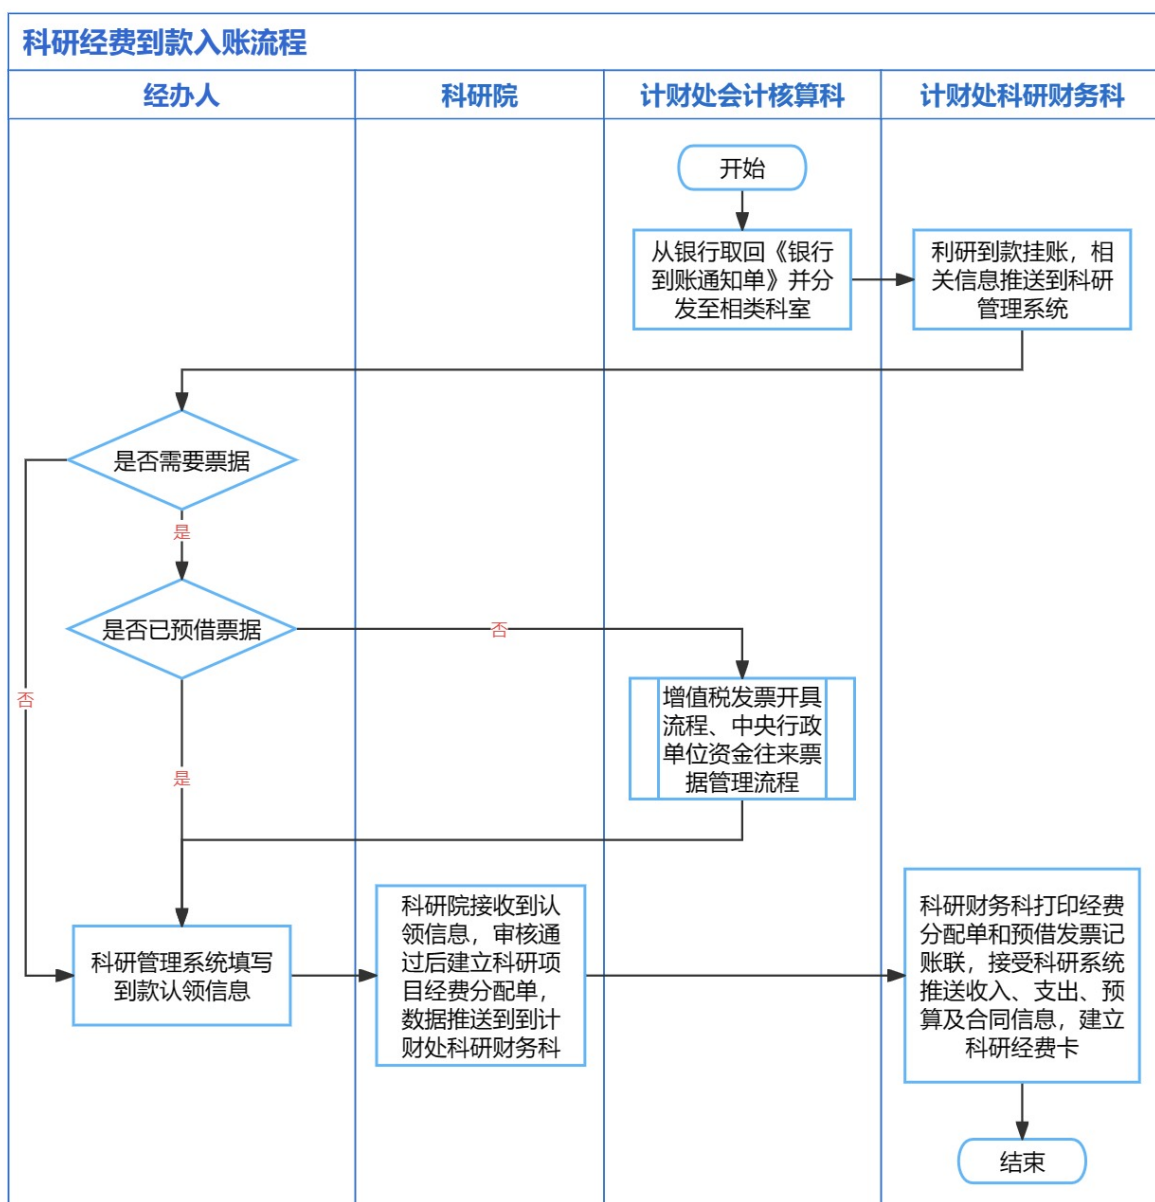 科研经费到款入账流程
经办人
科研院
计财处会计核算科
计财处科研财务科
开始
从银行取回《银行
到账通知单》并分
发至相类科室
利研到款挂账，相
关信息推送到科研
管理系统
是否需要票据
是
是否已预借票据
否
否
增值税发票开具
流程、中央行政
单位资金往来票
据管理流程
是
科研管理系统填写
到款认领信息
科研院接收到认
领信息，审核通
过后建立科研项
目经费分配单，
数据推送到到计
财处科研财务科
科研财务科打印经费
分配单和预借发票记
账联，接受科研系统
推送收入、支出、预
算及合同信息，建立
科研经费卡
结束